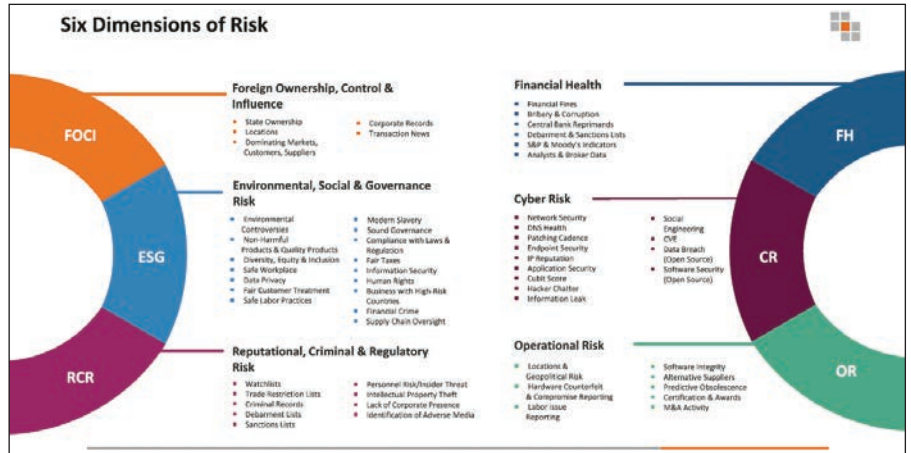 Six Dimensions of Risk
FOCI
Foreign Ownership, Control &
Influence
State Ownership
Locations
Dominating Markets,
Customers, Suppliers
Corporate Records
Transaction News
ESG
Environmental, Social & Governance
Risk
Environmental
Controversies
Non-Harmful
Products & Quality Products
Diversity, Equity & Inclusion
Safe Workplace
Data Privacy
Fair Customer Treatment
Safe Labor Practices
Modern Slavery
Sound Governance
Compliance with Laws &
Regulation
Fair Taxes
Information Security
Human Rights
Business with High-Risk
Countries
Financial Crime
Supply Chain Oversight
RCR
Reputational, Criminal & Regulatory
Risk
Watchlists
Trade Restriction Lists
Criminal Records
Debarment Lists
Sanctions Lists
Personnel Risk/Insider Threat
Intellectual Property Theft
Lack of Corporate Presence
Identification of Adverse Media
Financial Health
Financial Fines
Bribery & Corruption
Central Bank Reprimands
Debarment & Sanctions Lists
S&P & Moody's Indicators
Analysts & Broker Data
FH
Cyber Risk
Network Security
DNS Health
Patching Cadence
Endpoint Security
IP Reputation
Application Security
Cubit Score
Hacker Chatter
Information Leak
Social
Engineering
CVE
Data Breach
(Open Source)
Software Security
(Open Source)
CR
Operational Risk
Locations &
Geopolitical Risk
Hardware Counterfeit
& Compromise Reporting
Labor Issue
Reporting
Software Integrity
Alternative Suppliers
Predictive Obsolescence
Certification & Awards
M&A Activity
OR